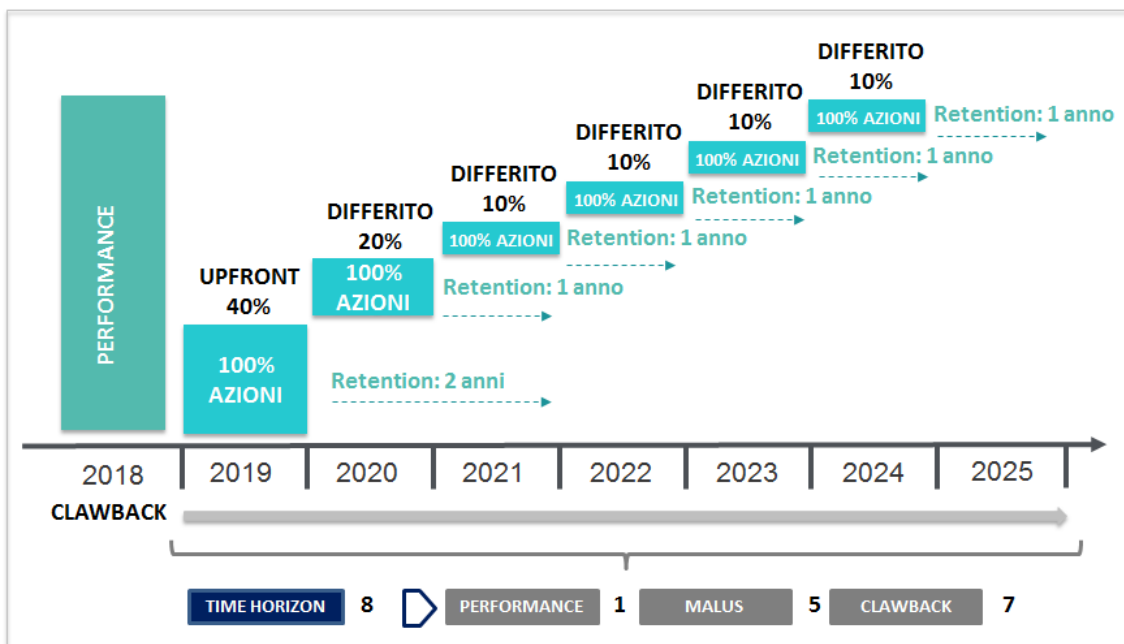 DIFFERITO
10%
100% AZIONI
Retention: 1 anno
DIFFERITO
10%
100% AZIONI
Retention: 1 anno
DIFFERITO
10%
100% AZIONI
Retention: 1 anno
DIFFERITO
10%
100% AZIONI
Retention: 1 anno
DIFFERITO
20%
100%
AZIONI
Retention: 1 anno
UPFRONT
40%
100%
AZIONI
Retention: 2 anni
PERFORMANCE
2018 2019 2020 2021 2022 2023 2024 2025
CLAWBACK
TIME HORIZON 8 PERFORMANCE 1 MALUS 5 CLAWBACK 7